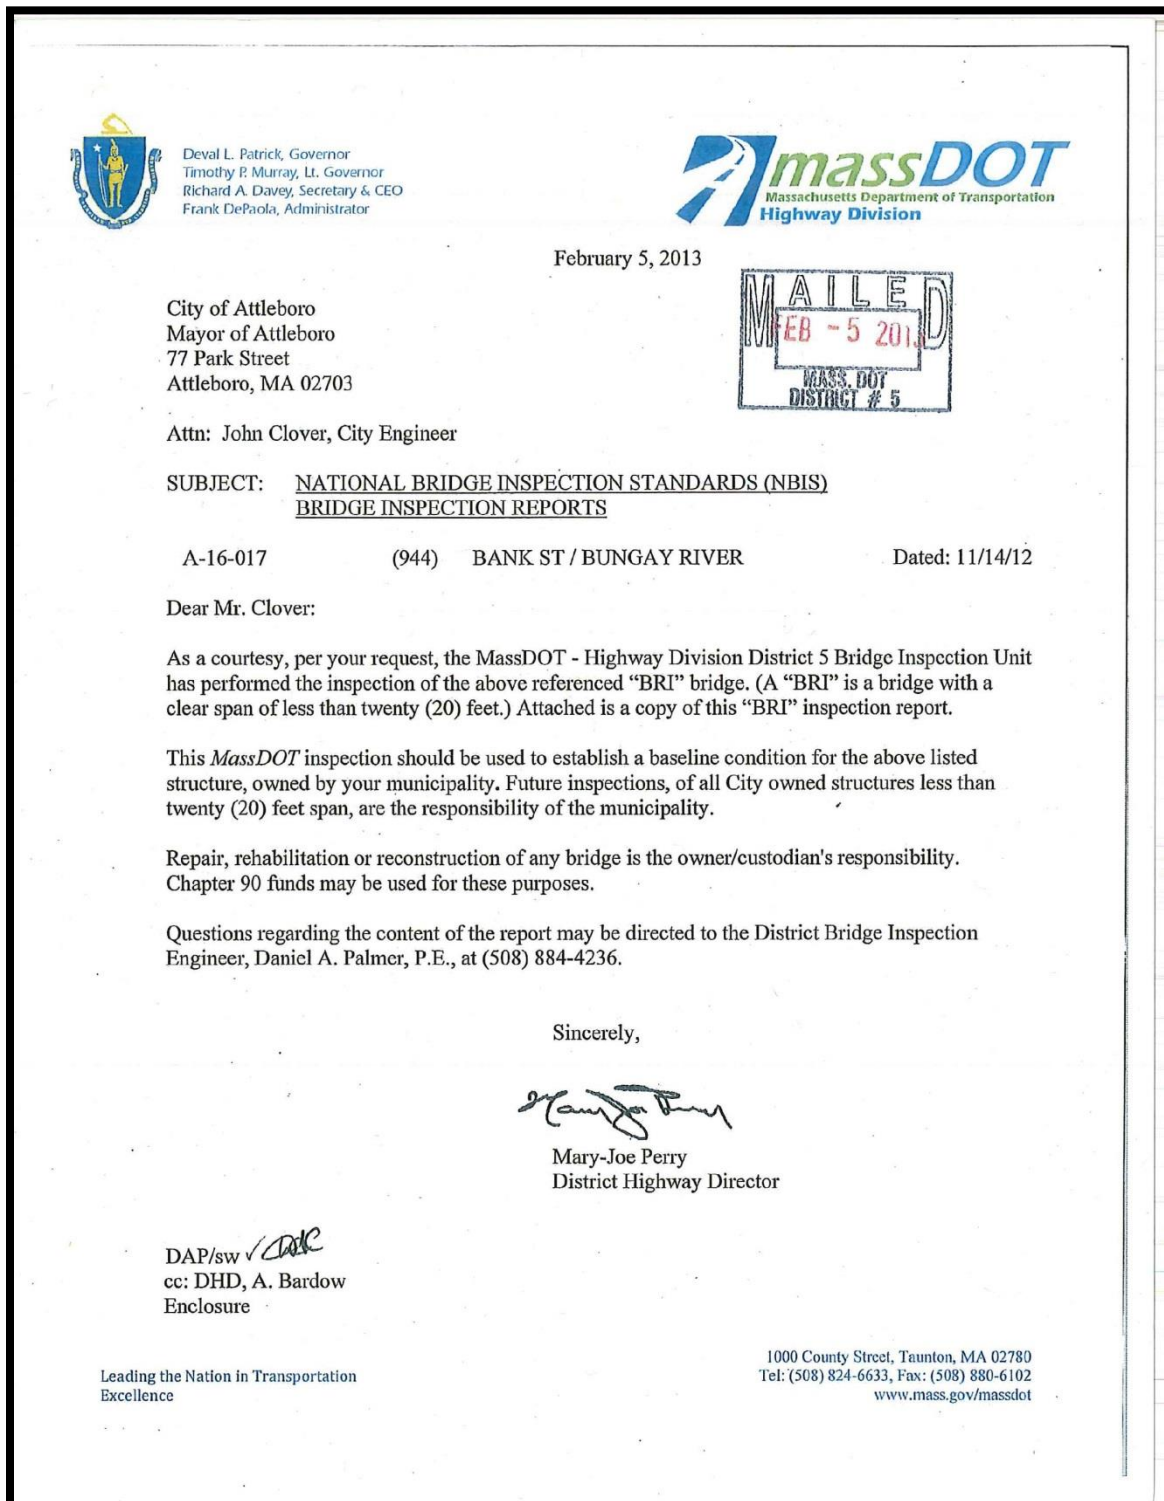 Deval L. Patrick, Governor
Timothy P. Murray, Lt. Governor
Richard A. Davey, Secretary & CEO
Frank DePaola, Administrator
massDOT
Massachusetts Department of Transportation
Highway Division
February 5, 2013
MAILED
FEB -5 201
MASS. DOT
DISTRICT # 5
City of Attleboro
Mayor of Attleboro
77 Park Street
Attleboro, MA 02703
Attn: John Clover, City Engineer
SUBJECT: NATIONAL BRIDGE INSPECTION STANDARDS (NBIS)
BRIDGE INSPECTION REPORTS
A-16-017 (944) BANK ST / BUNGAY RIVER Dated: 11/14/12
Dear Mr. Clover:
As a courtesy, per your request, the MassDOT - Highway Division District 5 Bridge Inspection Unit
has performed the inspection of the above referenced “BRI” bridge. (A “BRI” is a bridge with a
clear span of less than twenty (20) feet.) Attached is a copy of this “BRI” inspection report.
This MassDOT inspection should be used to establish a baseline condition for the above listed
structure, owned by your municipality. Future inspections, of all City owned structures less than
twenty (20) feet span, are the responsibility of the municipality.
Repair, rehabilitation or reconstruction of any bridge is the owner/custodian's responsibility.
Chapter 90 funds may be used for these purposes.
Questions regarding the content of the report may be directed to the District Bridge Inspection
Engineer, Daniel A. Palmer, P.E., at (508) 884-4236.
Sincerely,
Mary-Joe Perry
District Highway Director
DAP/sw
cc: DHD, A. Bardow
Enclosure
Leading the Nation in Transportation
Excellence
1000 County Street, Taunton, MA 02780
Tel: (508) 824-6633, Fax: (508) 880-6102
www.mass.gov/massdot